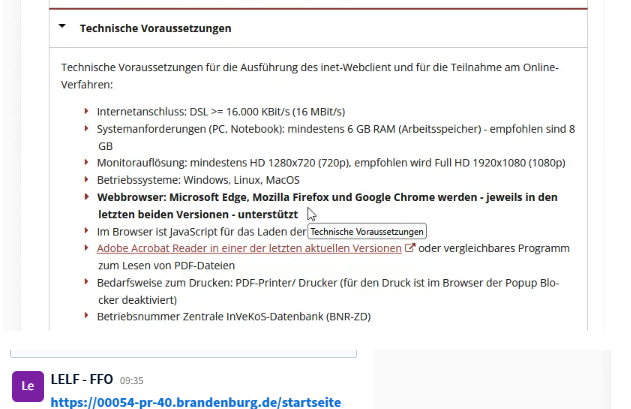 Technische Voraussetzungen
Technische Voraussetzungen für die Ausführung des inet-Webclient und für die Teilnahme am Online-
Verfahren:
Internetanschluss: DSL >= 16.000 KBit/s (16 MBit/s)
Systemanforderungen (PC, Notebook): mindestens 6 GB RAM (Arbeitsspeicher) - empfohlen sind 8
GB
Monitorauflösung: mindestens HD 1280x720 (720p), empfohlen wird Full HD 1920x1080 (1080p)
Betriebssysteme: Windows, Linux, MacOS
Webbrowser: Microsoft Edge, Mozilla Firefox und Google Chrome werden - jeweils in den
letzten beiden Versionen - unterstützt
Im Browser ist JavaScript für das Laden der
Technische Voraussetzungen
Adobe Acrobat Reader in einer der letzten aktuellen Versionen oder vergleichbares Programm
zum Lesen von PDF-Dateien
Bedarfsweise zum Drucken: PDF-Printer/ Drucker (für den Druck ist im Browser der Popup Blo-
cker deaktiviert)
Betriebsnummer Zentrale InVeKoS-Datenbank (BNR-ZD)
Le
LELF - FFO 09:35
https://00054-pr-40.brandenburg.de/startseite